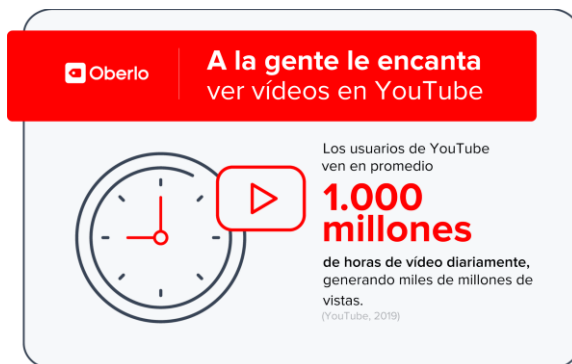 Oberlo
A la gente le encanta
ver vídeos en YouTube
Los usuarios de YouTube
ven en promedio
1.000
millones
de horas de vídeo diariamente,
generando miles de millones de
vistas.
(YouTube, 2019)